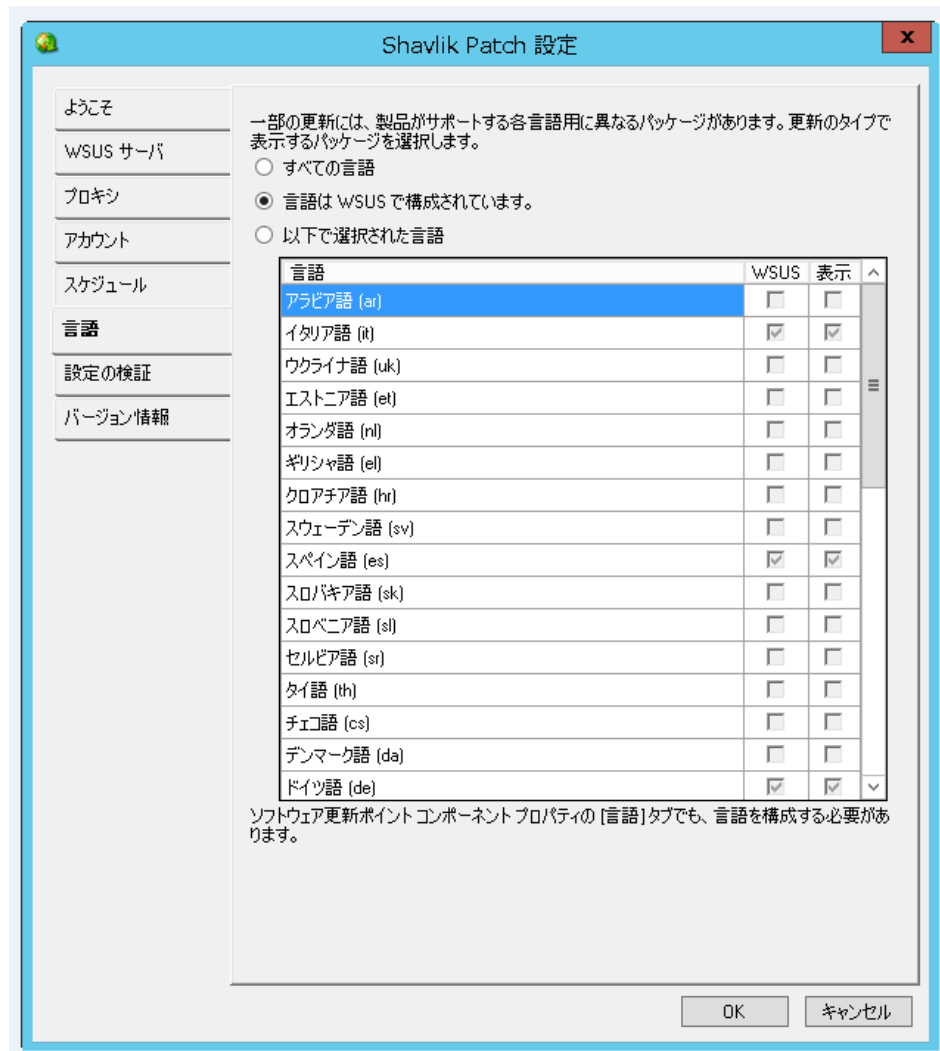 Shavlik Patch 設定
x
ようこそ
WSUS サーバ
プロキシ
アカウント
スケジュール
言語
設定の検証
バージョン情報
一部の更新には、製品がサポートする各言語用に異なるパッケージがあります。更新のタイプで
表示するパッケージを選択します。
すべての言語
言語は WSUS で構成されています。
以下で選択された言語
言語 WSUS 表示
アラビア語 (ar)
イタリア語 (it)
ウクライナ語 (uk)
エストニア語 (et)
オランダ語 (nl)
ギリシャ語 (el)
クロアチア語 (hr)
スウェーデン語 (sv)
スペイン語 (es)
スロバキア語 (sk)
スロベニア語 (sl)
セルビア語 (sr)
タイ語 (th)
チェコ語 (cs)
デンマーク語 (da)
ドイツ語 (de)
ソフトウェア更新ポイント コンポーネント プロパティの [言語] タブでも、言語を構成する必要があ
ります。
OK キャンセル